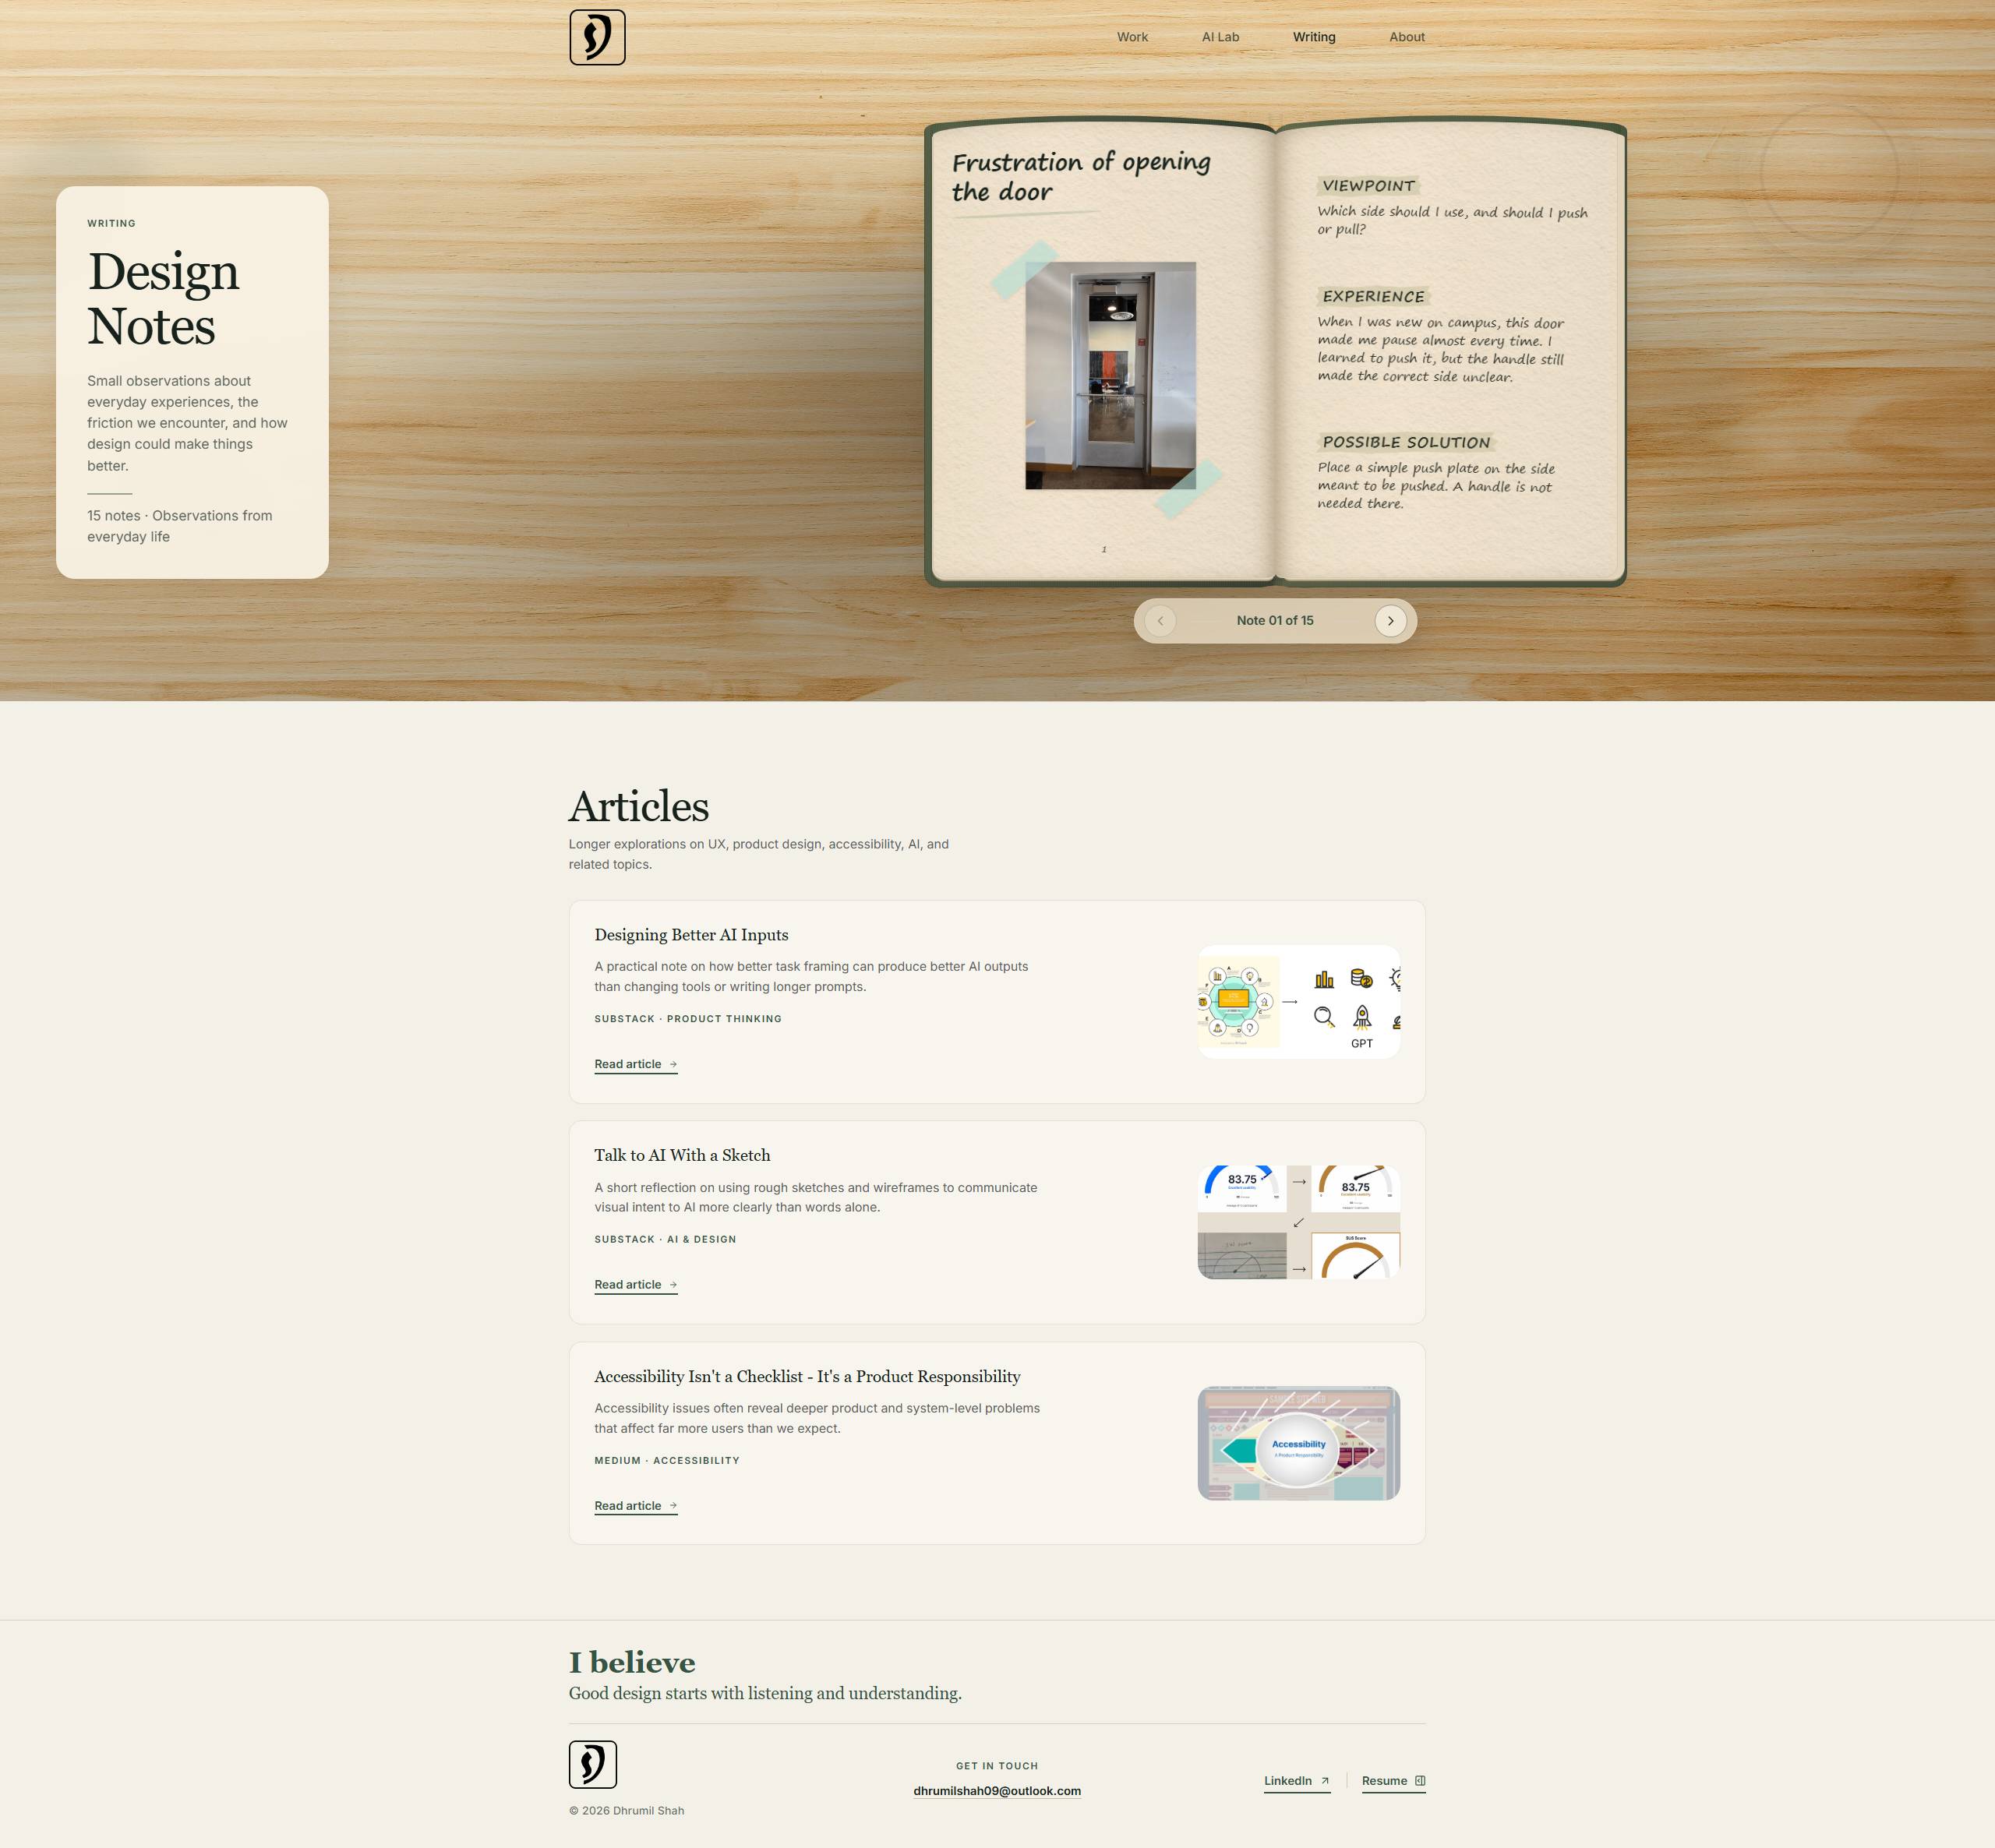 Work
AI Lab
Writing
About
WRITING
Design
Notes
Small observations about
everyday experiences, the
friction we encounter, and how
design could make things
better.
15 notes · Observations from
everyday life
Frustration of opening
the door
1
VIEWPOINT
Which side should I use, and should I push
or pull?
EXPERIENCE
When I was new on campus, this door
made me pause almost every time. I
learned to push it, but the handle still
made the correct side unclear.
POSSIBLE SOLUTION
Place a simple push plate on the side
meant to be pushed. A handle is not
needed there.
Note 01 of 15
Articles
Longer explorations on UX, product design, accessibility, AI, and
related topics.
Designing Better AI Inputs
A practical note on how better task framing can produce better AI outputs
than changing tools or writing longer prompts.
SUBSTACK · PRODUCT THINKING
Read article
GPT
Talk to AI With a Sketch
A short reflection on using rough sketches and wireframes to communicate
visual intent to AI more clearly than words alone.
SUBSTACK · AI & DESIGN
Read article
83.75
83.75
SUS Score
Accessibility Isn't a Checklist - It's a Product Responsibility
Accessibility issues often reveal deeper product and system-level problems
that affect far more users than we expect.
MEDIUM · ACCESSIBILITY
Read article
Accessibility
A Product Responsibility
I believe
Good design starts with listening and understanding.
© 2026 Dhrumil Shah
GET IN TOUCH
dhrumilshah09@outlook.com
LinkedIn
Resume